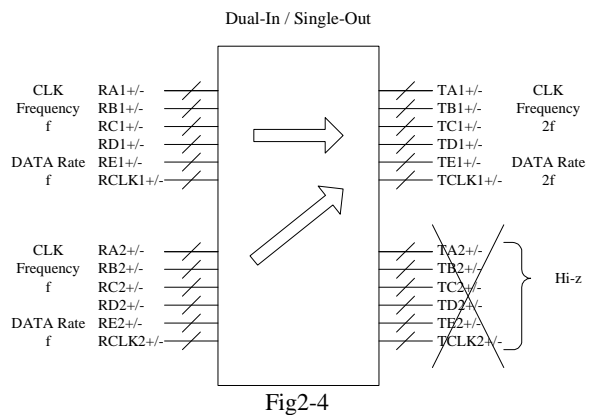 Dual-In / Single-Out
CLK
Frequency
f
DATA Rate
f
RA1+/-
RB1+/-
RC1+/-
RD1+/-
RE1+/-
RCLK1+/-
TA1+/-
TB1+/-
TC1+/-
TD1+/-
TE1+/-
TCLK1+/-
CLK
Frequency
2f
DATA Rate
2f
CLK
Frequency
f
DATA Rate
f
RA2+/-
RB2+/-
RC2+/-
RD2+/-
RE2+/-
RCLK2+/-
TA2+/-
TB2+/-
TC2+/-
TD2+/-
TE2+/-
TCLK2+/-
Hi-z
Fig2-4